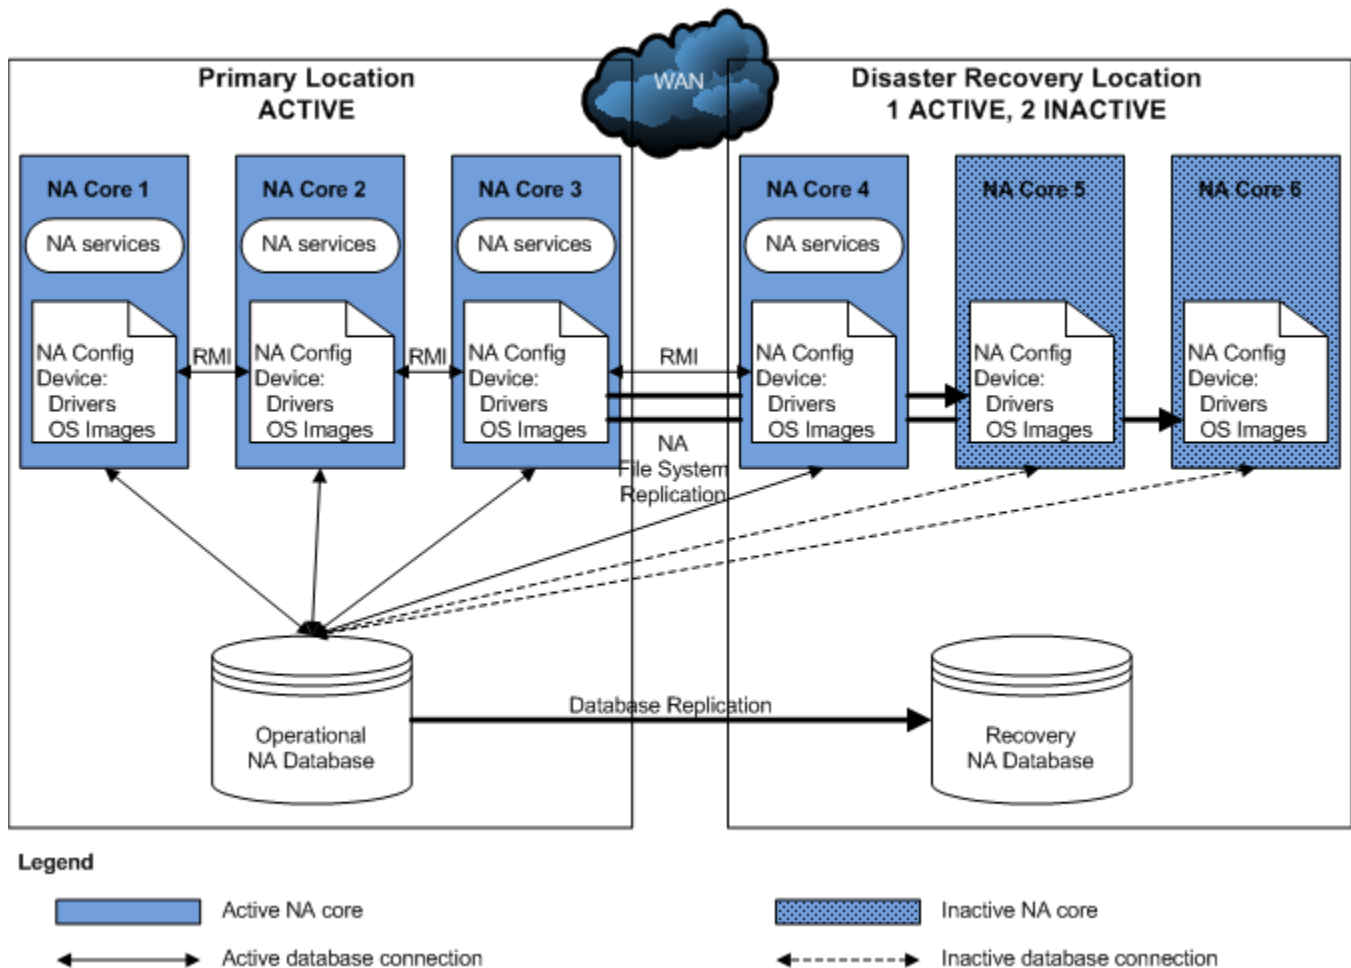 WAN
Primary Location
ACTIVE
Disaster Recovery Location
1 ACTIVE, 2 INACTIVE
NA Core 1
NA services
NA Config
Device:
Drivers
OS Images
RMI
NA Core 2
NA services
NA Config
Device:
Drivers
OS Images
RMI
NA Core 3
NA services
NA Config
Device:
Drivers
OS Images
RMI
NA
File System
Replication
NA Core 4
NA services
NA Config
Device:
Drivers
OS Images
NA Core 5
NA Config
Device:
Drivers
OS Images
NA Core 6
NA Config
Device:
Drivers
OS Images
Operational
NA Database
Database Replication
Recovery
NA Database
Legend
Active NA core
Inactive NA core
Active database connection
Inactive database connection